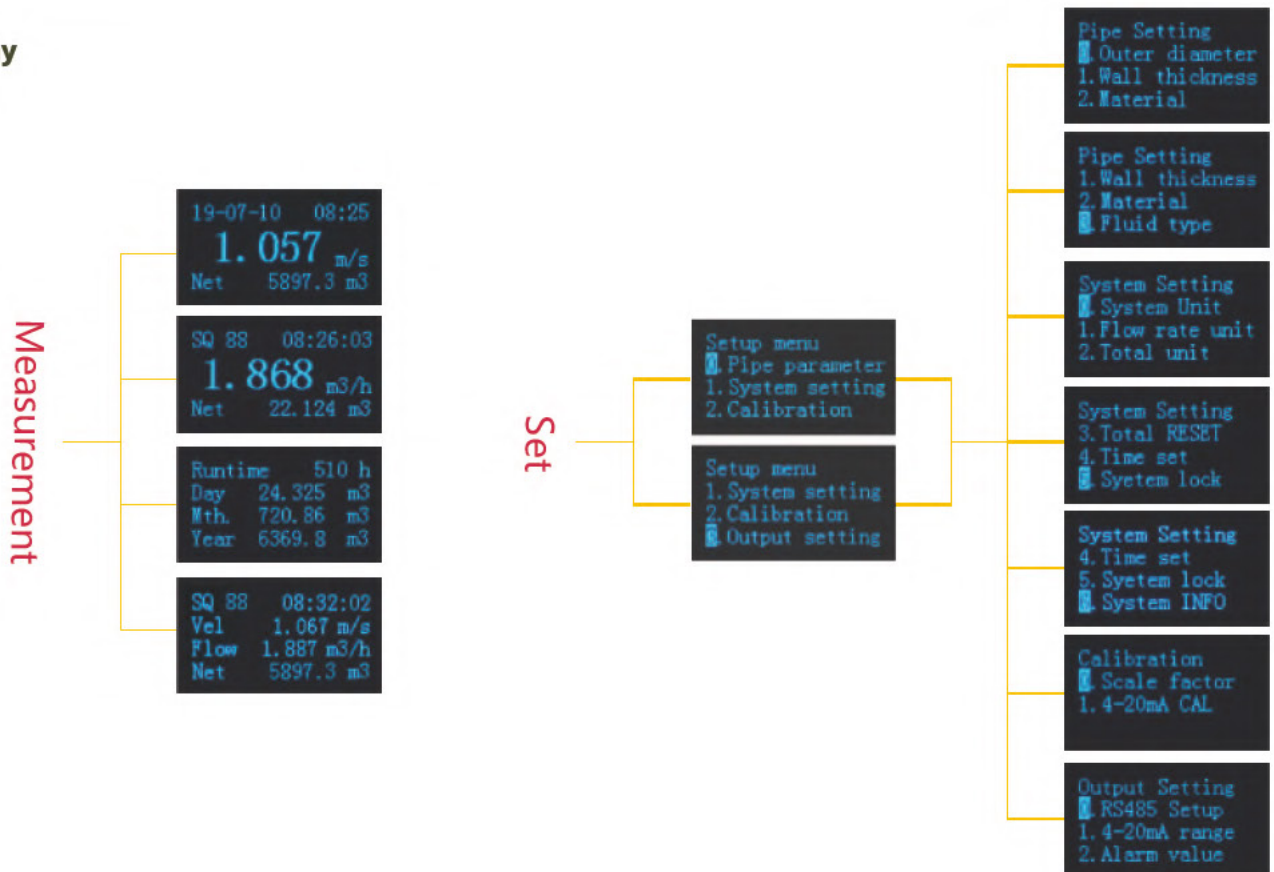 y
Measurement
19-07-10 08:25
1.057 m/s
Net 5897.3 m3
SQ 88 08:26:03
1.868 m3/h
Net 22.124 m3
Runtime 510 h
Day 24.325 m3
Mth. 720.86 m3
Year 6369.8 m3
SQ 88 08:32:02
Vel 1.067 m/s
Flow 1.887 m3/h
Net 5897.3 m3
Set
Setup menu
0.Pipe parameter
1.System setting
2.Calibration
Setup menu
1.System setting
2.Calibration
3.Output setting
Pipe Setting
0.Outer diameter
1.Wall thickness
2.Material
Pipe Setting
1.Wall thickness
2.Material
3.Fluid type
System Setting
0.System Unit
1.Flow rate unit
2.Total unit
System Setting
3.Total RESET
4.Time set
5.Syetem lock
System Setting
4.Time set
5.Syetem lock
6.System INFO
Calibration
0.Scale factor
1.4-20mA CAL
Output Setting
0.RS485 Setup
1.4-20mA range
2.Alarm value